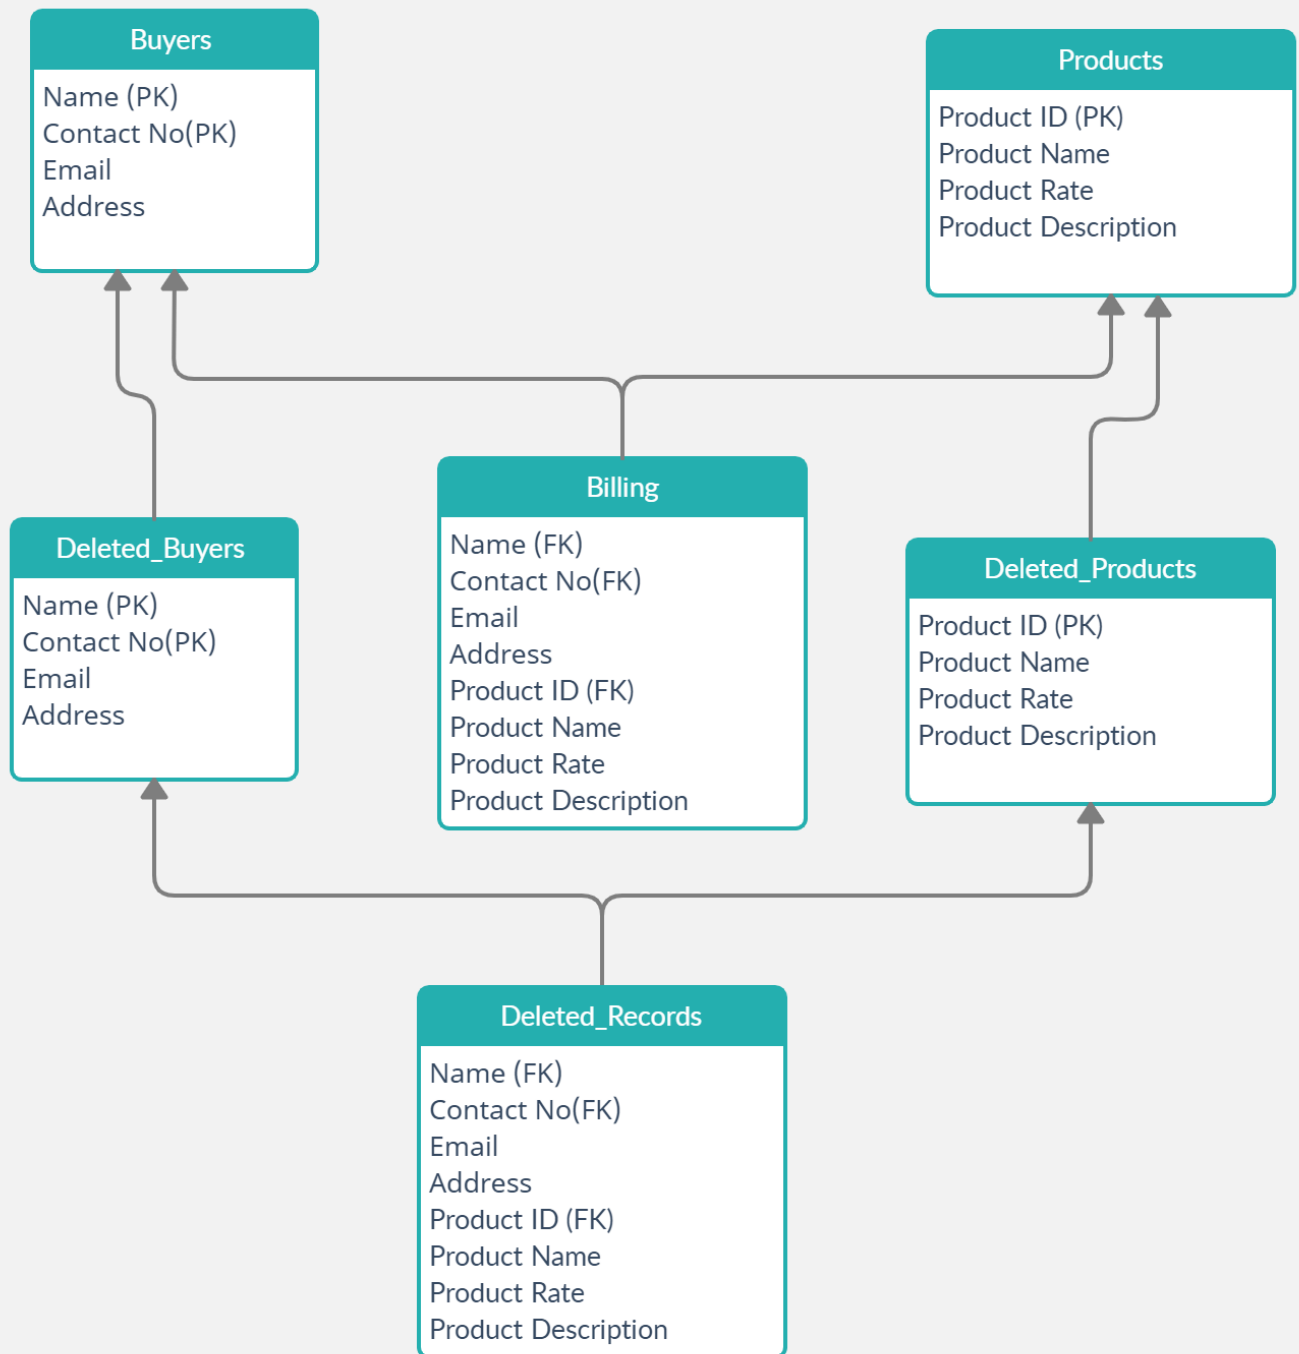 Buyers
Name (PK)
Contact No(PK)
Email
Address
Products
Product ID (PK)
Product Name
Product Rate
Product Description
Billing
Name (FK)
Contact No(FK)
Email
Address
Product ID (FK)
Product Name
Product Rate
Product Description
Deleted_Buyers
Name (PK)
Contact No(PK)
Email
Address
Deleted_Products
Product ID (PK)
Product Name
Product Rate
Product Description
Deleted_Records
Name (FK)
Contact No(FK)
Email
Address
Product ID (FK)
Product Name
Product Rate
Product Description